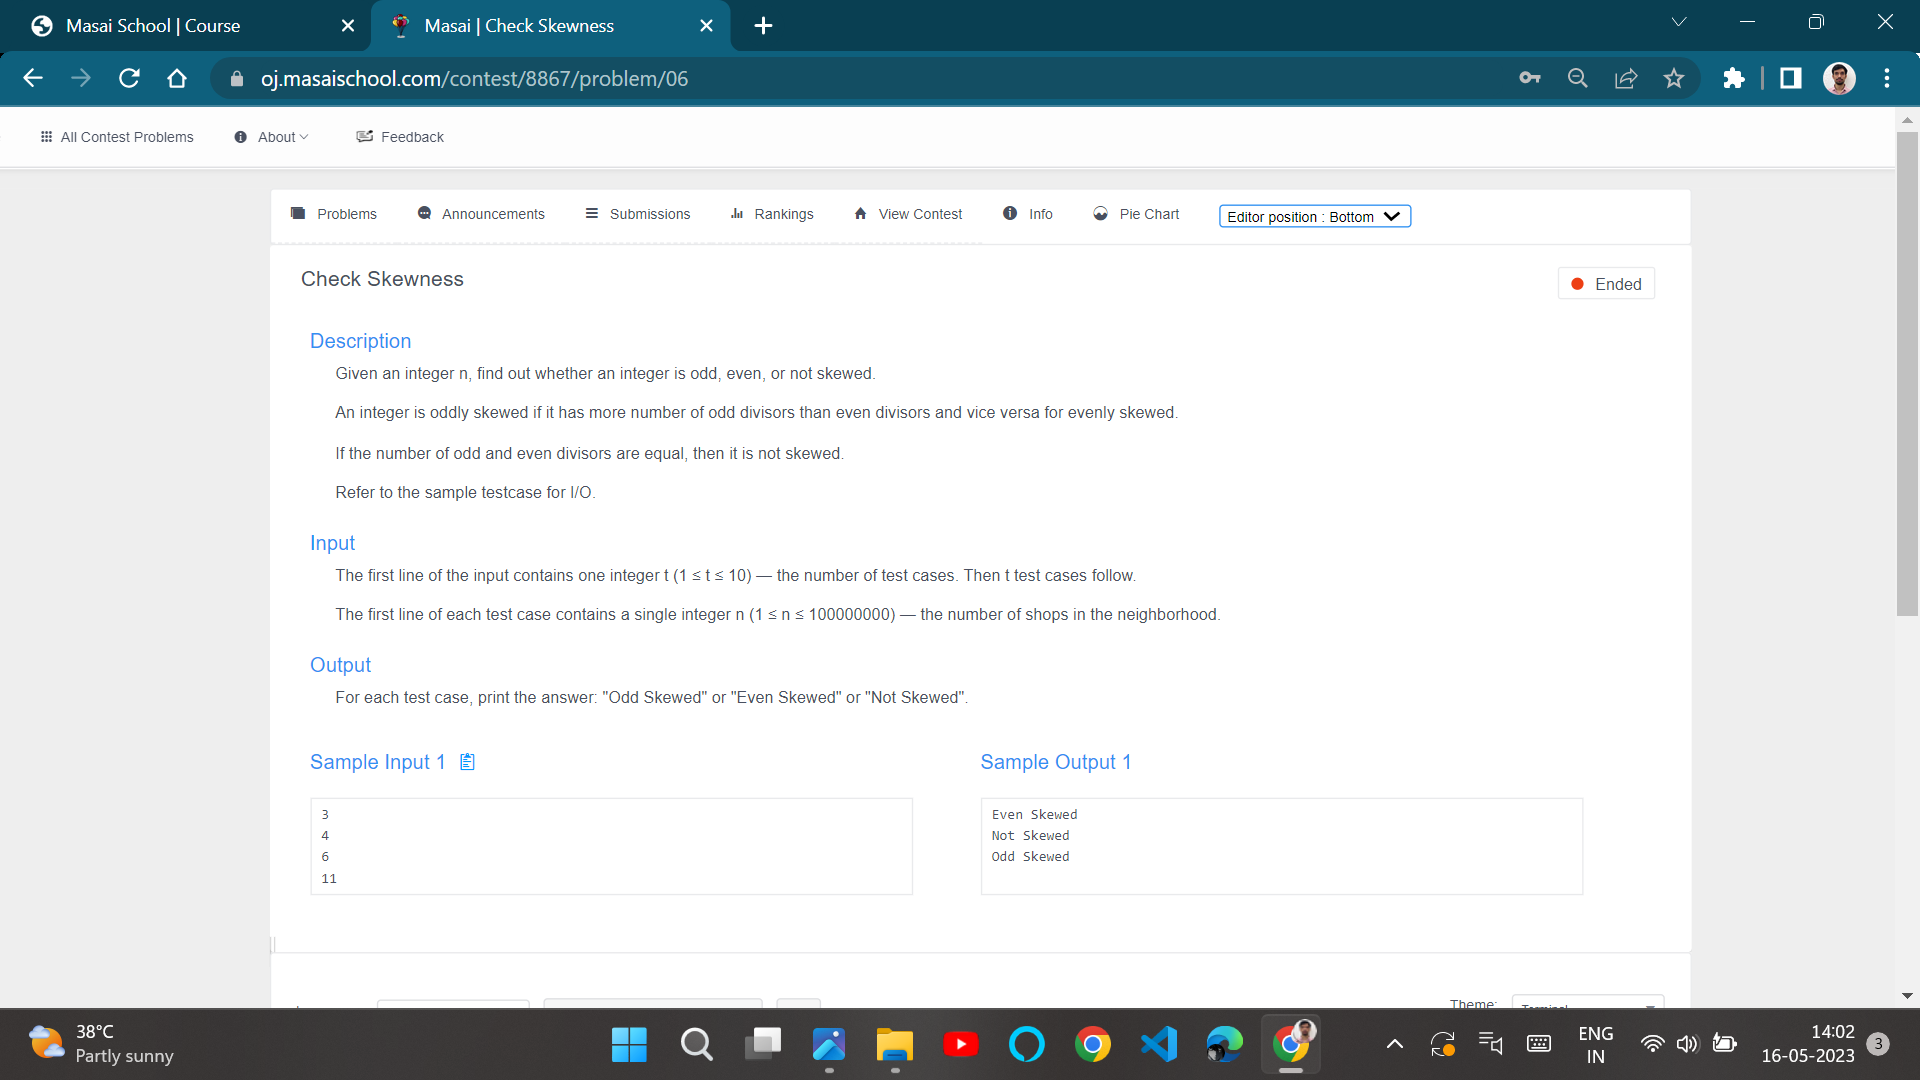 Masai School | Course
Masai | Check Skewness
oj.masaischool.com/contest/8867/problem/06
All Contest Problems
About
Feedback
Problems
Announcements
Submissions
Rankings
View Contest
Info
Pie Chart
Editor position : Bottom
Check Skewness
Ended
Description
Given an integer n, find out whether an integer is odd, even, or not skewed.
An integer is oddly skewed if it has more number of odd divisors than even divisors and vice versa for evenly skewed.
If the number of odd and even divisors are equal, then it is not skewed.
Refer to the sample testcase for I/O.
Input
The first line of the input contains one integer t (1 ≤ t ≤ 10) — the number of test cases. Then t test cases follow.
The first line of each test case contains a single integer n (1 ≤ n ≤ 100000000) — the number of shops in the neighborhood.
Output
For each test case, print the answer: "Odd Skewed" or "Even Skewed" or "Not Skewed".
Sample Input 1
3
4
6
11
Sample Output 1
Even Skewed
Not Skewed
Odd Skewed
Theme:
Terminal
38°C
Partly sunny
ENG
IN
14:02
16-05-2023
3